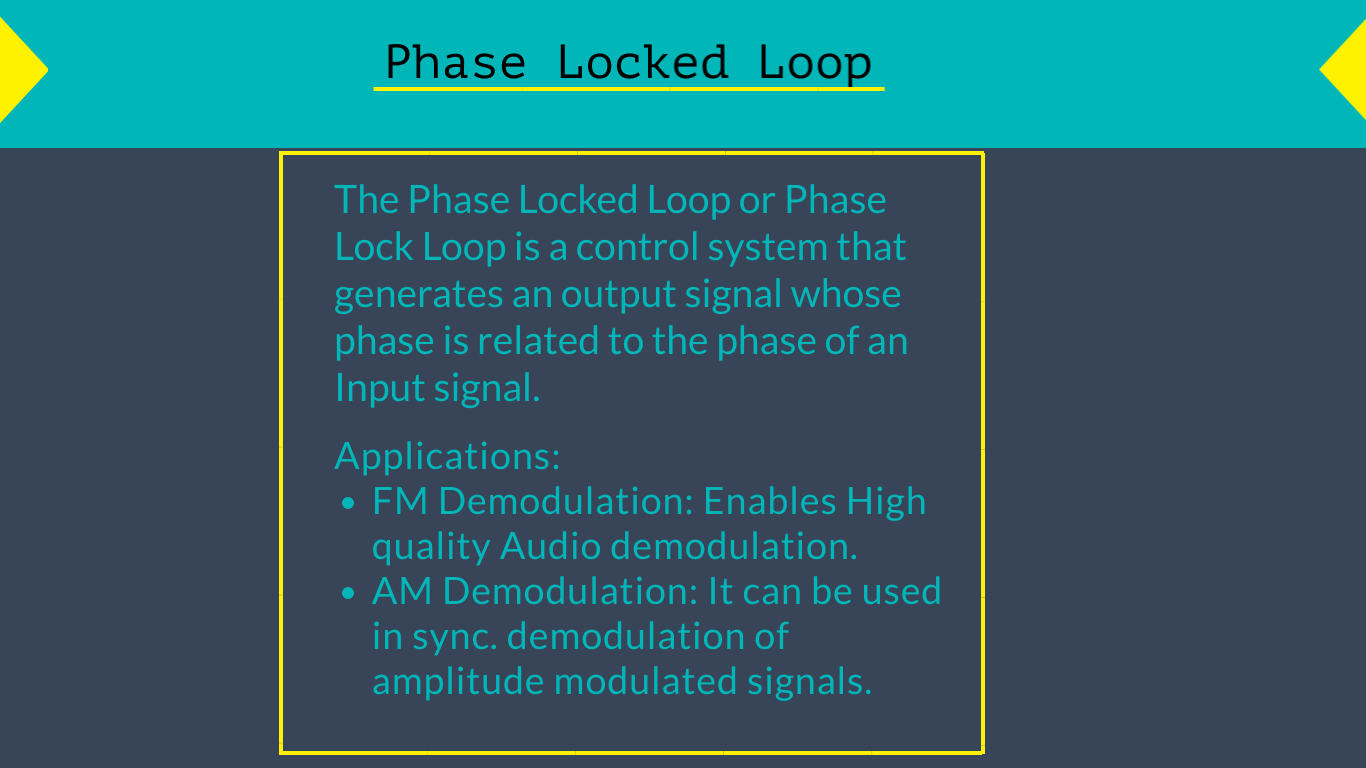 Phase Locked Loop
The Phase Locked Loop or Phase
Lock Loop is a control system that
generates an output signal whose
phase is related to the phase of an
Input signal.
Applications:
• FM Demodulation: Enables High
quality Audio demodulation.
• AM Demodulation: It can be used
in sync. demodulation of
amplitude modulated signals.